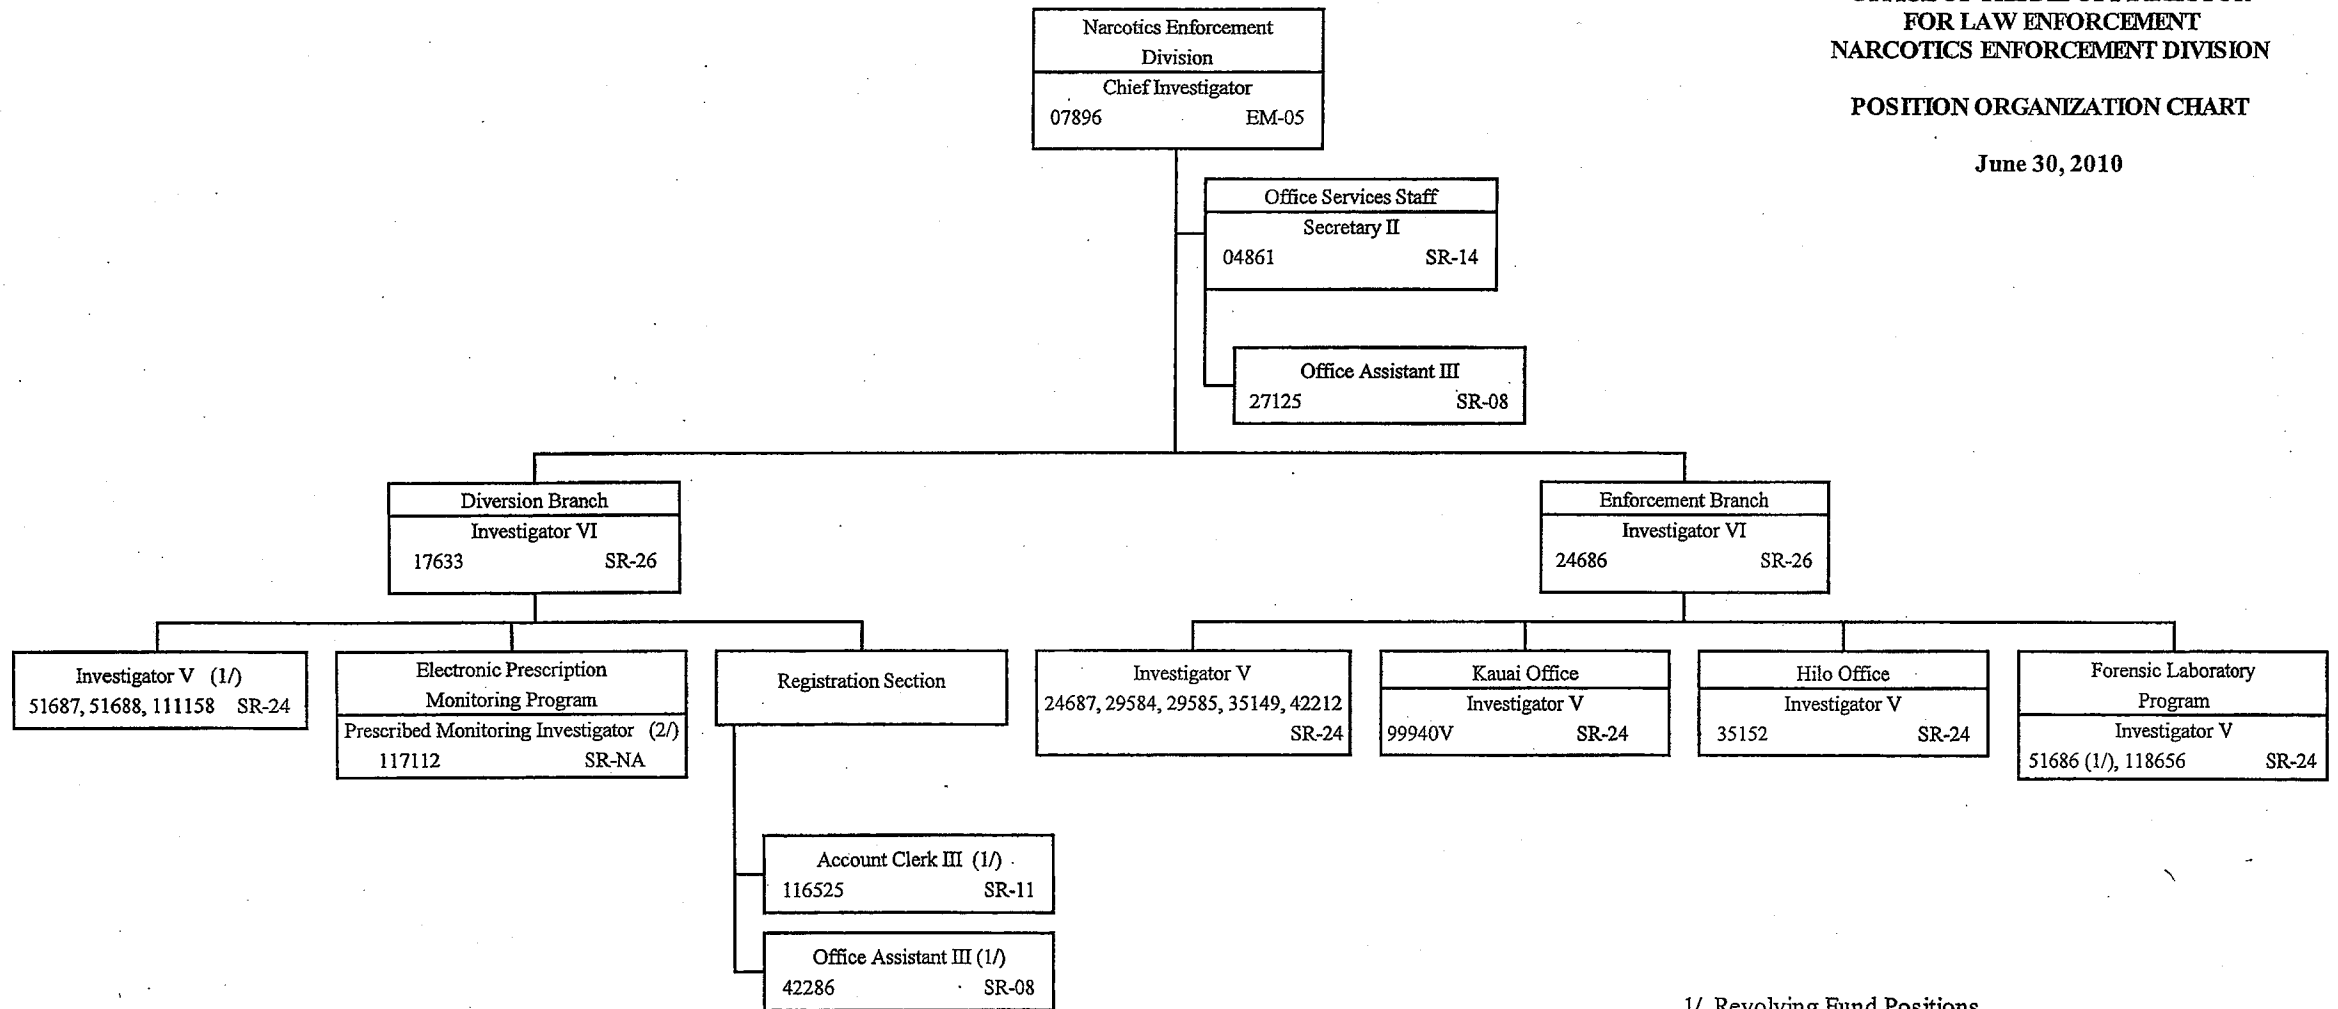 FOR LAW ENFORCEMENT
NARCOTICS ENFORCEMENT DIVISION
POSITION ORGANIZATION CHART
June 30, 2010
Narcotics Enforcement
Division
Chief Investigator
07896 EM-05
Office Services Staff
Secretary II
04861 SR-14
Office Assistant III
27125 SR-08
Diversion Branch
Investigator VI
17633 SR-26
Enforcement Branch
Investigator VI
24686 SR-26
Investigator V (1/)
51687, 51688, 111158 SR-24
Electronic Prescription
Monitoring Program
Prescribed Monitoring Investigator (2/)
117112 SR-NA
Registration Section
Account Clerk III (1/)
116525 SR-11
Office Assistant III (1/)
42286 SR-08
Investigator V
24687, 29584, 29585, 35149, 42212
SR-24
Kauai Office
Investigator V
99940V SR-24
Hilo Office
Investigator V
35152 SR-24
Forensic Laboratory
Program
Investigator V
51686 (1/), 118656 SR-24
1/ Revolving Fund Positions